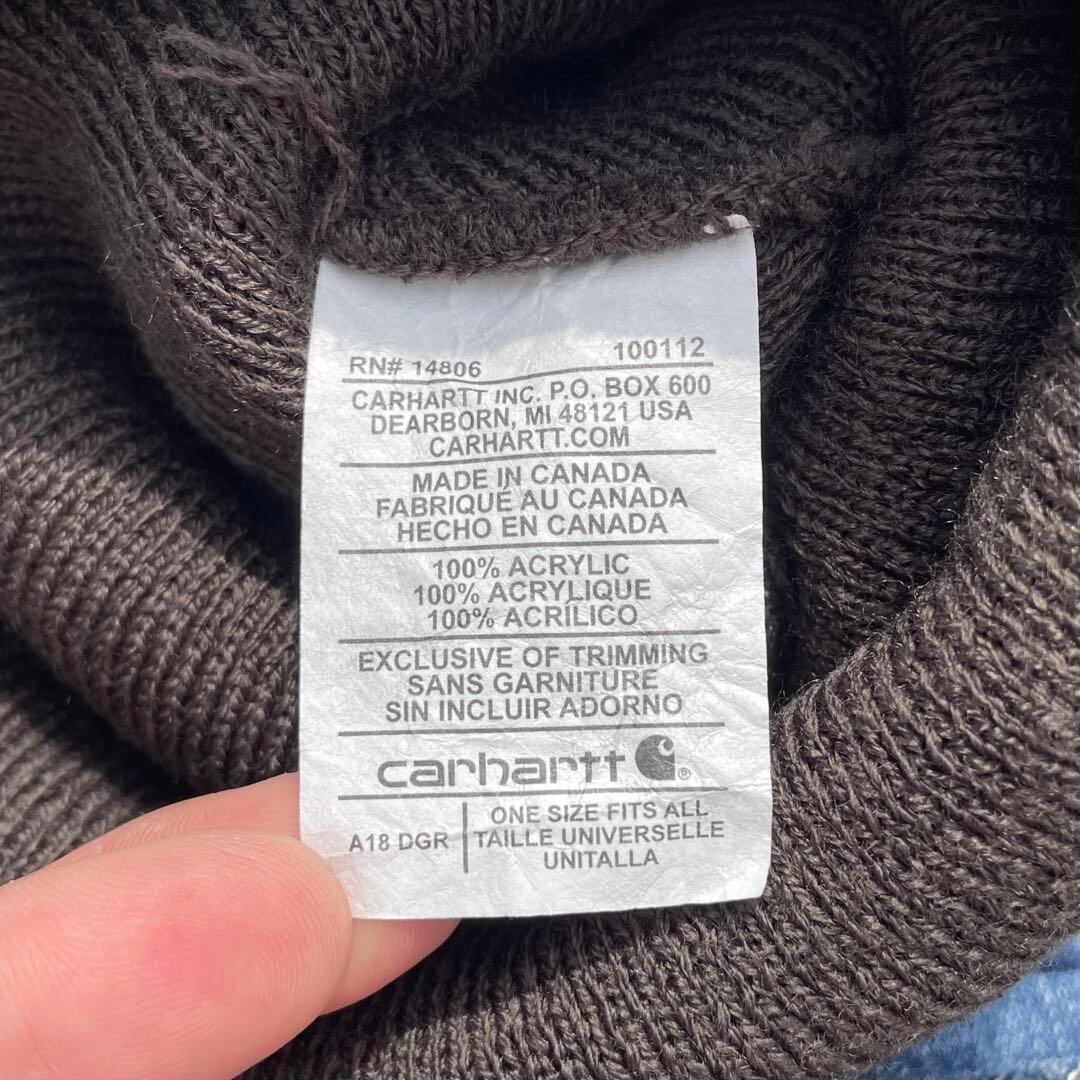 RN# 14806 100112
CARHARTT INC. P.O. BOX 600
DEARBORN, MI 48121 USA
CARHARTT.COM
MADE IN CANADA
FABRIQUÉ AU CANADA
HECHO EN CANADA
100% ACRYLIC
100% ACRYLIQUE
100% ACRÍLICO
EXCLUSIVE OF TRIMMING
SANS GARNITURE
SIN INCLUIR ADORNO
carhartt ®
A18 DGR
ONE SIZE FITS ALL
TAILLE UNIVERSELLE
UNITALLA